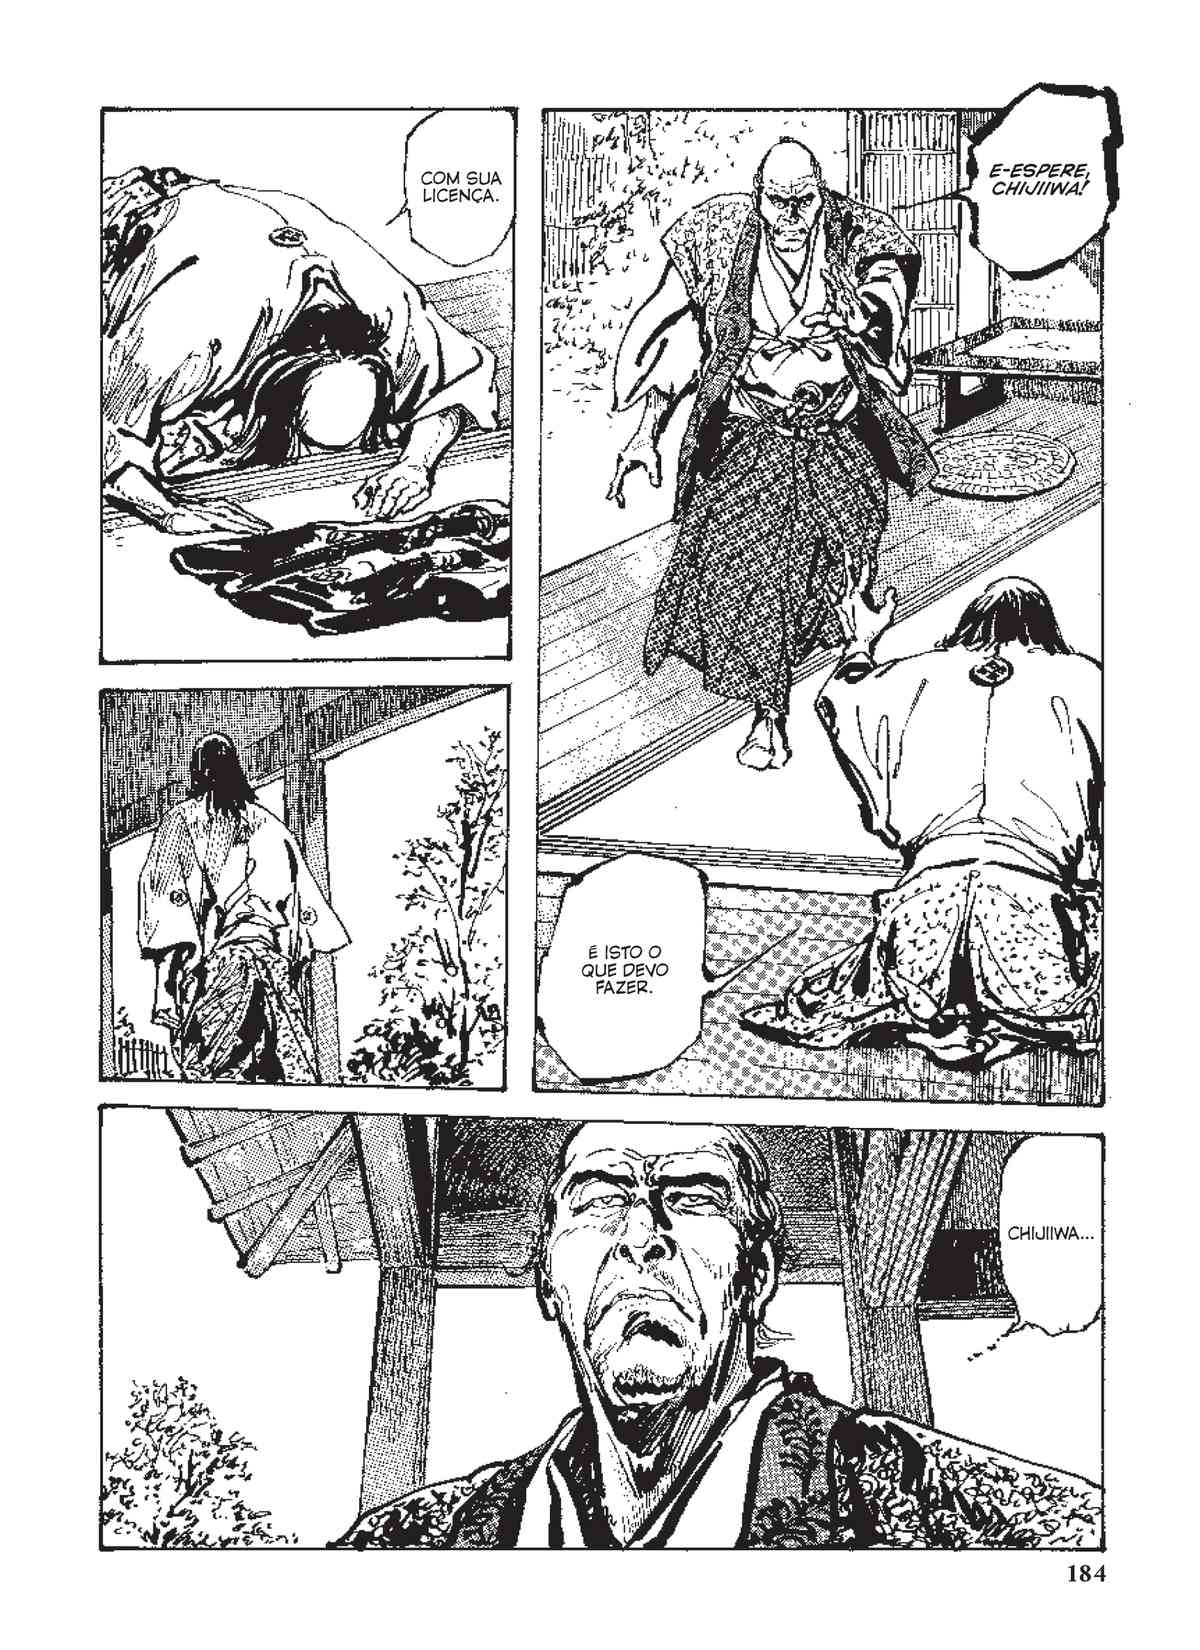 E-ESPERE,
CHIJIIWA!
É ISTO O
QUE DEVO
FAZER.
COM SUA
LICENÇA.
CHIJIIWA...
184